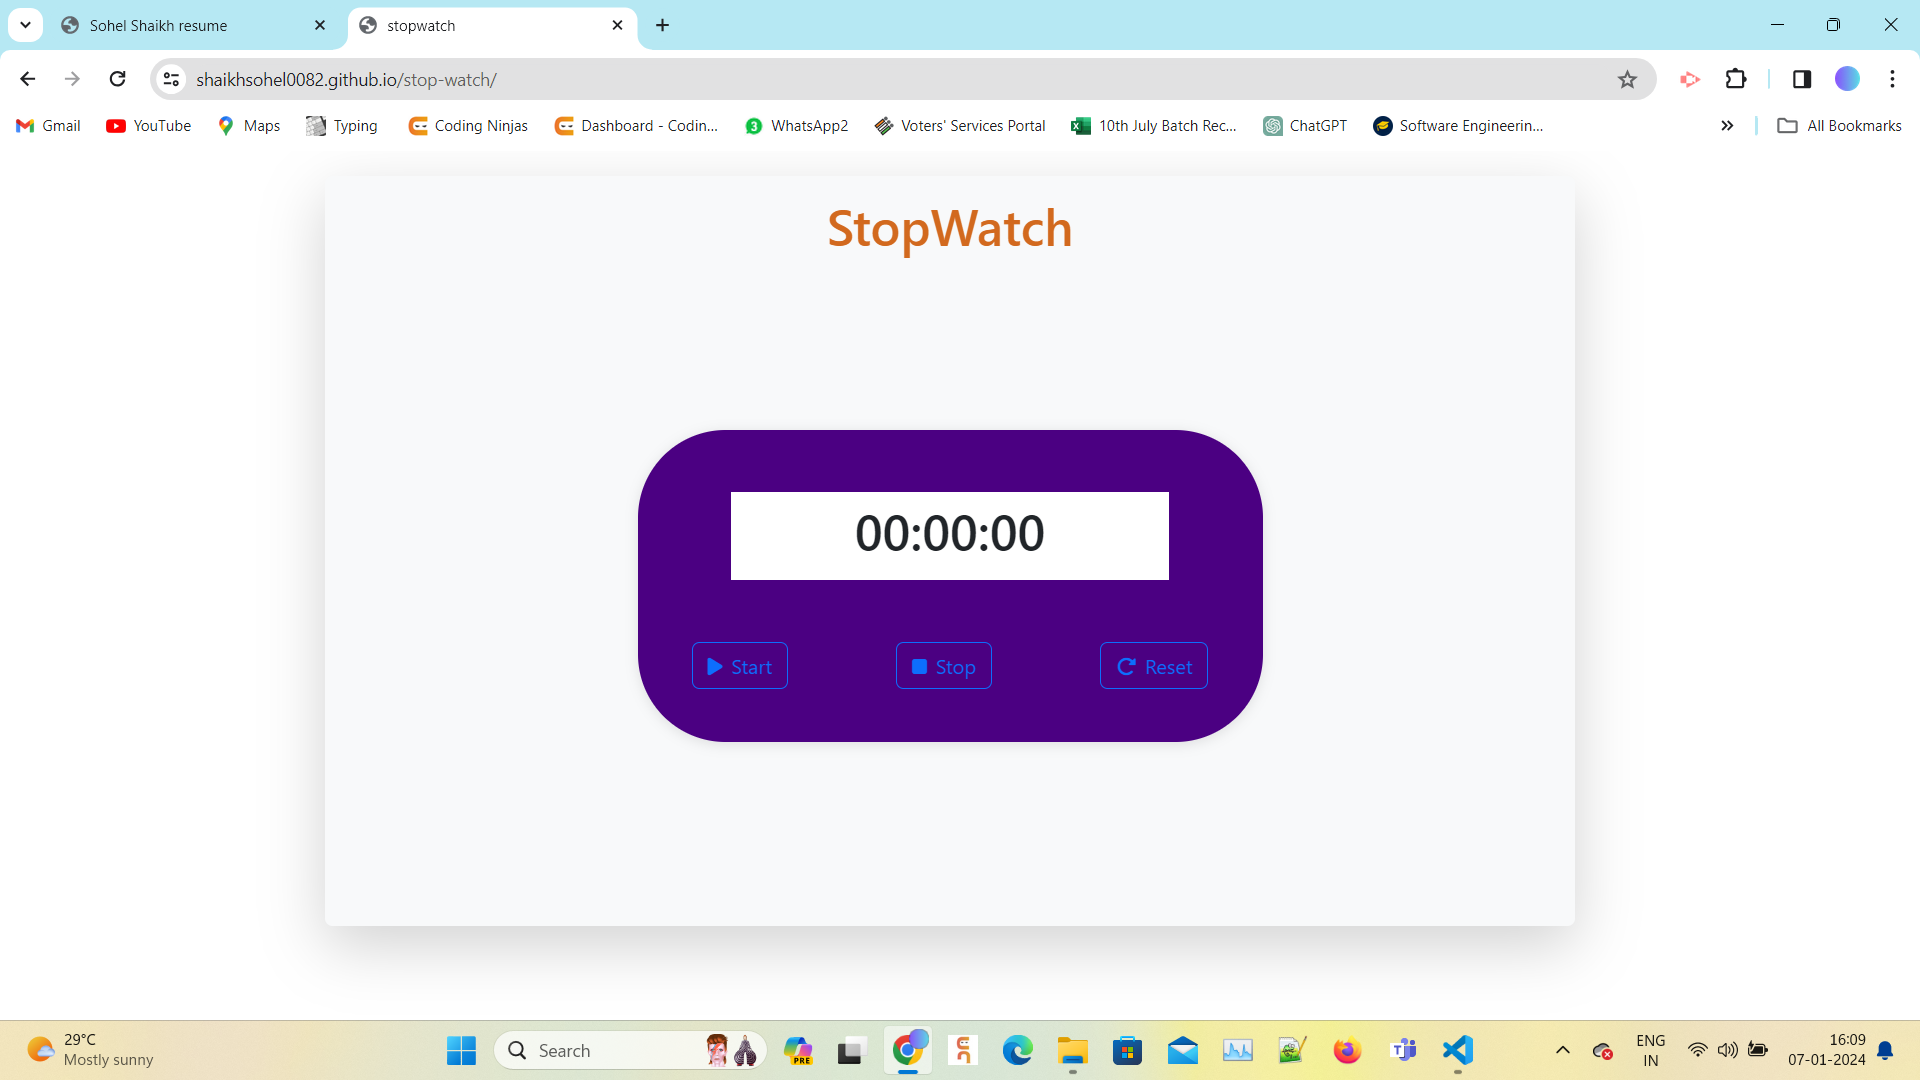 Sohel Shaikh resume
stopwatch
shaikhsohel0082.github.io/stop-watch/
Gmail
YouTube
Maps
Typing
Coding Ninjas
Dashboard - Codin...
WhatsApp2
Voters' Services Portal
10th July Batch Rec...
ChatGPT
Software Engineerin...
All Bookmarks
StopWatch
00:00:00
Start
Stop
Reset
29°C
Mostly sunny
Search
PRE
ENG
IN
16:09
07-01-2024